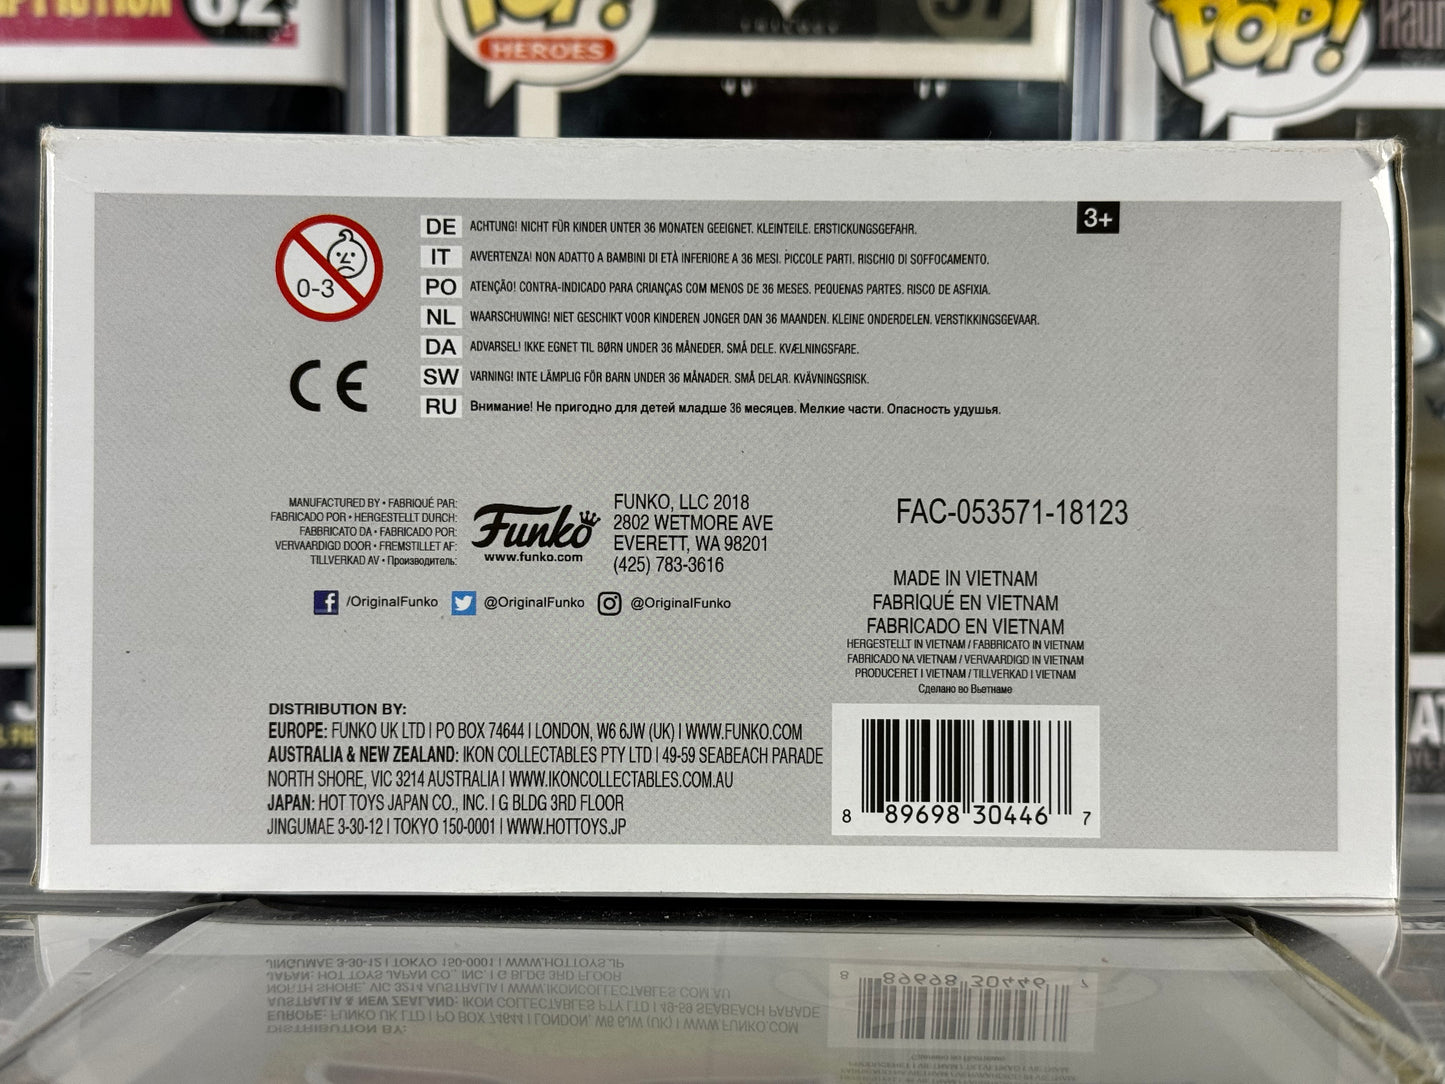 62
POP!
HEROES
TRILOGY
POP!
3+
0-3
DE ACHTUNG! NICHT FÜR KINDER UNTER 36 MONATEN GEEIGNET. KLEINTEILE. ERSTICKUNGSGEFAHR.
IT AVVERTENZA! NON ADATTO A BAMBINI DI ETÀ INFERIORE A 36 MESI. PICCOLE PARTI. RISCHIO DI SOFFOCAMENTO.
PO ATENÇÃO! CONTRA-INDICADO PARA CRIANÇAS COM MENOS DE 36 MESES. PEQUENAS PARTES. RISCO DE ASFIXIA.
NL WAARSCHUWING! NIET GESCHIKT VOOR KINDEREN JONGER DAN 36 MAANDEN. KLEINE ONDERDELEN. VERSTIKKINGSGEVAAR.
DA ADVARSEL! IKKE EGNET TIL BØRN UNDER 36 MÅNEDER. SMÅ DELE. KVÆLNINGSFARE.
SW VARNING! INTE LÄMPLIG FÖR BARN UNDER 36 MÅNADER. SMÅ DELAR. KVÄVNINGSRISK.
RU Внимание! Не пригодно для детей младше 36 месяцев. Мелкие части. Опасность удушья.
CE
MANUFACTURED BY • FABRIQUÉ PAR:
FABRICADO POR • HERGESTELLT DURCH:
FABBRICATO DA • FABRICADO POR:
VERVAARDIGD DOOR • FREMSTILLET AF:
TILLVERKAD AV • Производитель:
Funko
www.funko.com
FUNKO, LLC 2018
2802 WETMORE AVE
EVERETT, WA 98201
(425) 783-3616
/OriginalFunko @OriginalFunko @OriginalFunko
FAC-053571-18123
MADE IN VIETNAM
FABRIQUÉ EN VIETNAM
FABRICADO EN VIETNAM
HERGESTELLT IN VIETNAM / FABBRICATO IN VIETNAM
FABRICADO NA VIETNAM / VERVAARDIGD IN VIETNAM
PRODUCERET I VIETNAM / TILLVERKAD I VIETNAM
Сделано во Вьетнаме
DISTRIBUTION BY:
EUROPE: FUNKO UK LTD | PO BOX 74644 | LONDON, W6 6JW (UK) | WWW.FUNKO.COM
AUSTRALIA & NEW ZEALAND: IKON COLLECTABLES PTY LTD | 49-59 SEABEACH PARADE
NORTH SHORE, VIC 3214 AUSTRALIA | WWW.IKONCOLLECTABLES.COM.AU
JAPAN: HOT TOYS JAPAN CO., INC. | G BLDG 3RD FLOOR
JINGUMAE 3-30-12 | TOKYO 150-0001 | WWW.HOTTOYS.JP
8 89698 30446 7